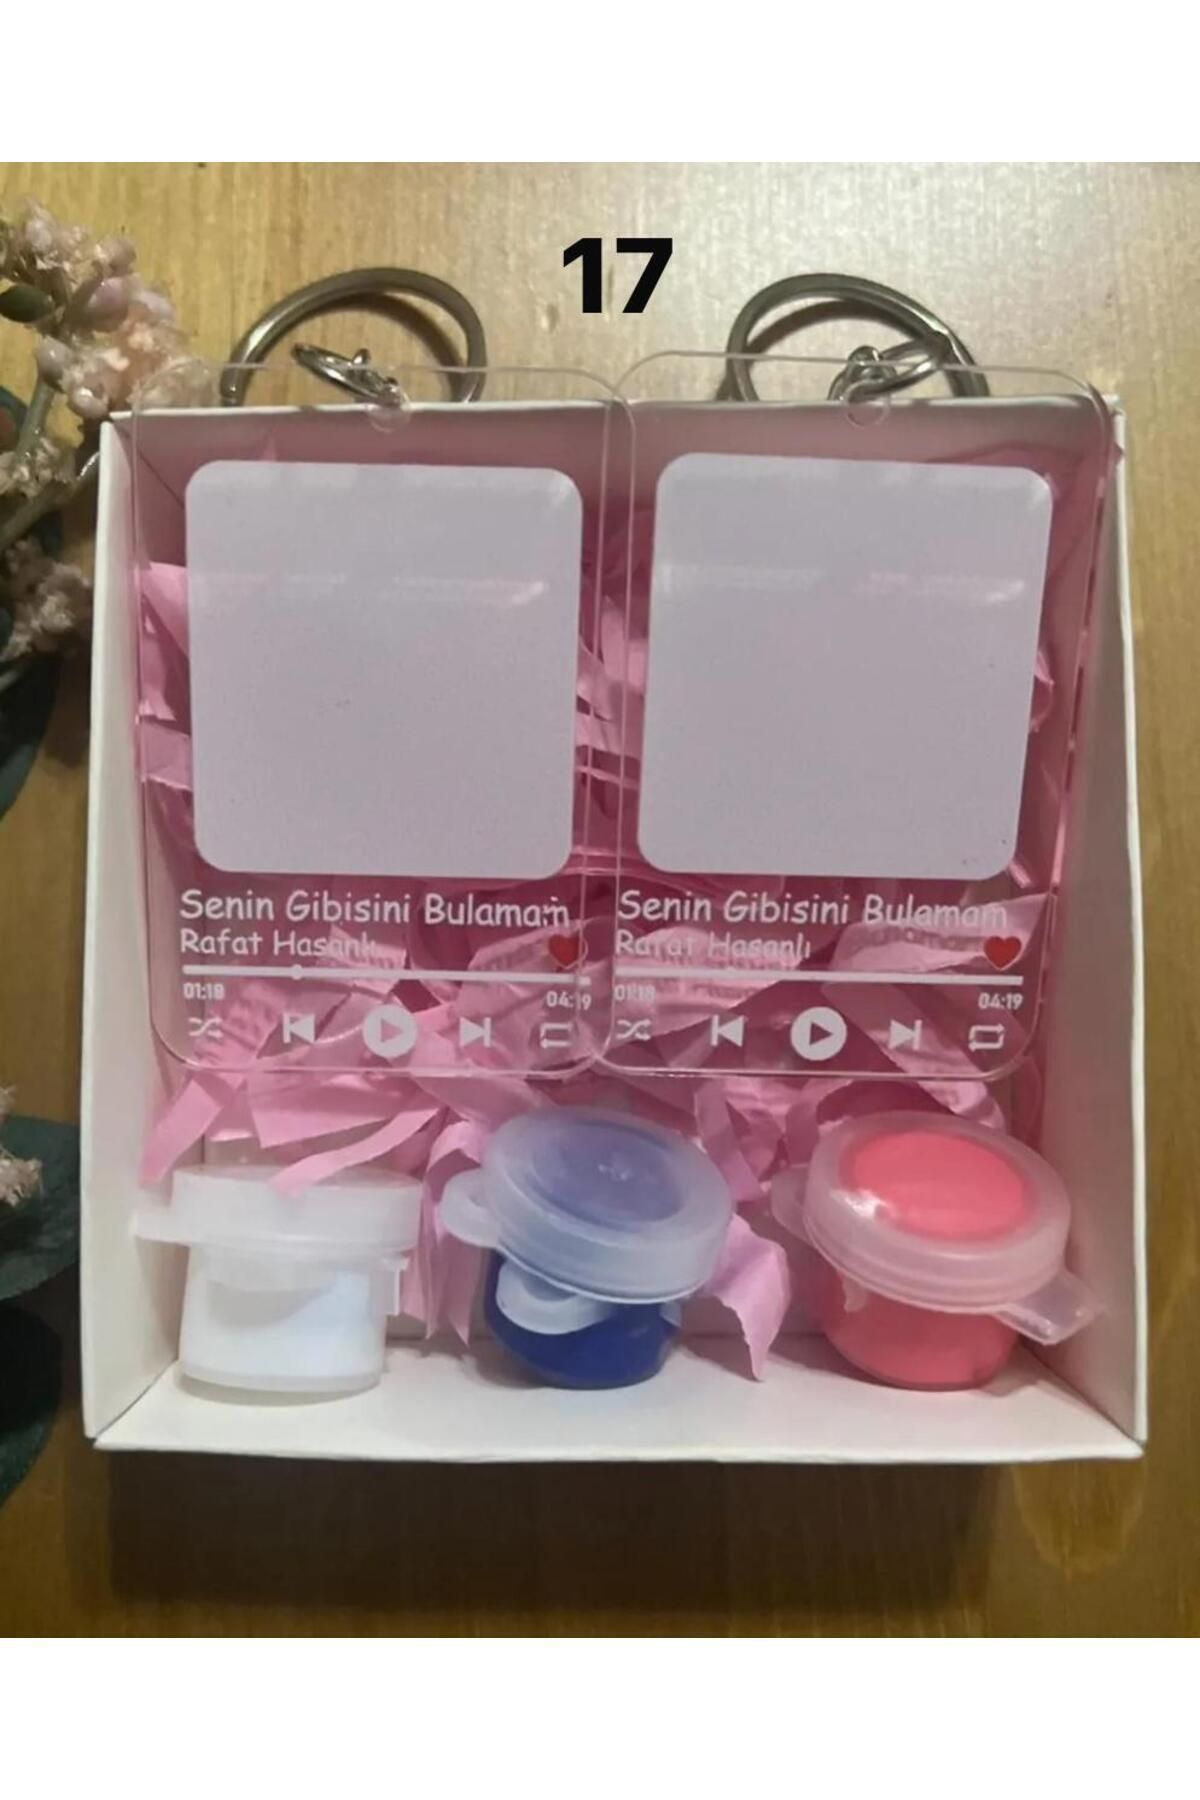 17
Senin Gibisini Bulamam
Rafat Hasanlı
01:18 04:19
Senin Gibisini Bulamam
Rafat Hasanlı
01:18 04:19